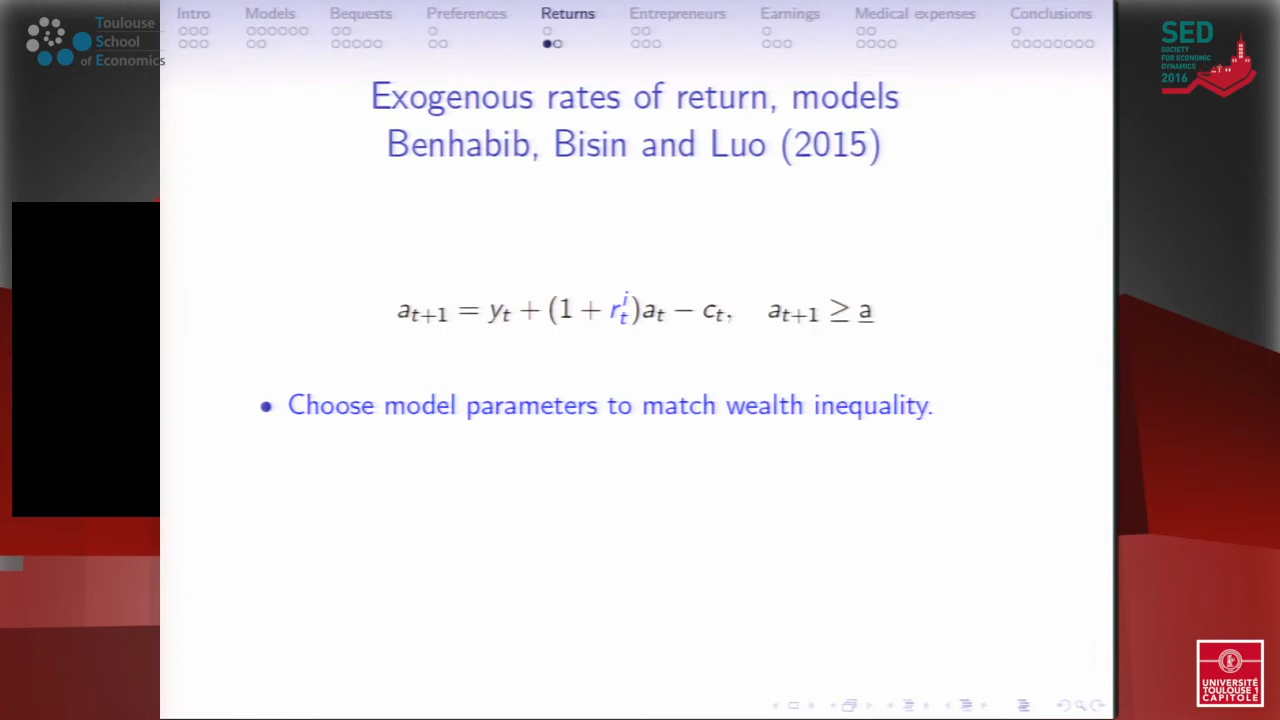 Toulouse
School
of Economics
Intro Models Bequests Preferences Returns Entrepreneurs Earnings Medical expenses Conclusions
SED
SOCIETY
FOR ECONOMIC
DYNAMICS
2016
Exogenous rates of return, models
Benhabib, Bisin and Luo (2015)
a_{t+1} = y_t + (1 + r_t^i)a_t − c_t, a_{t+1} ≥ a̲
• Choose model parameters to match wealth inequality.
UNIVERSITÉ
TOULOUSE 1
CAPITOLE